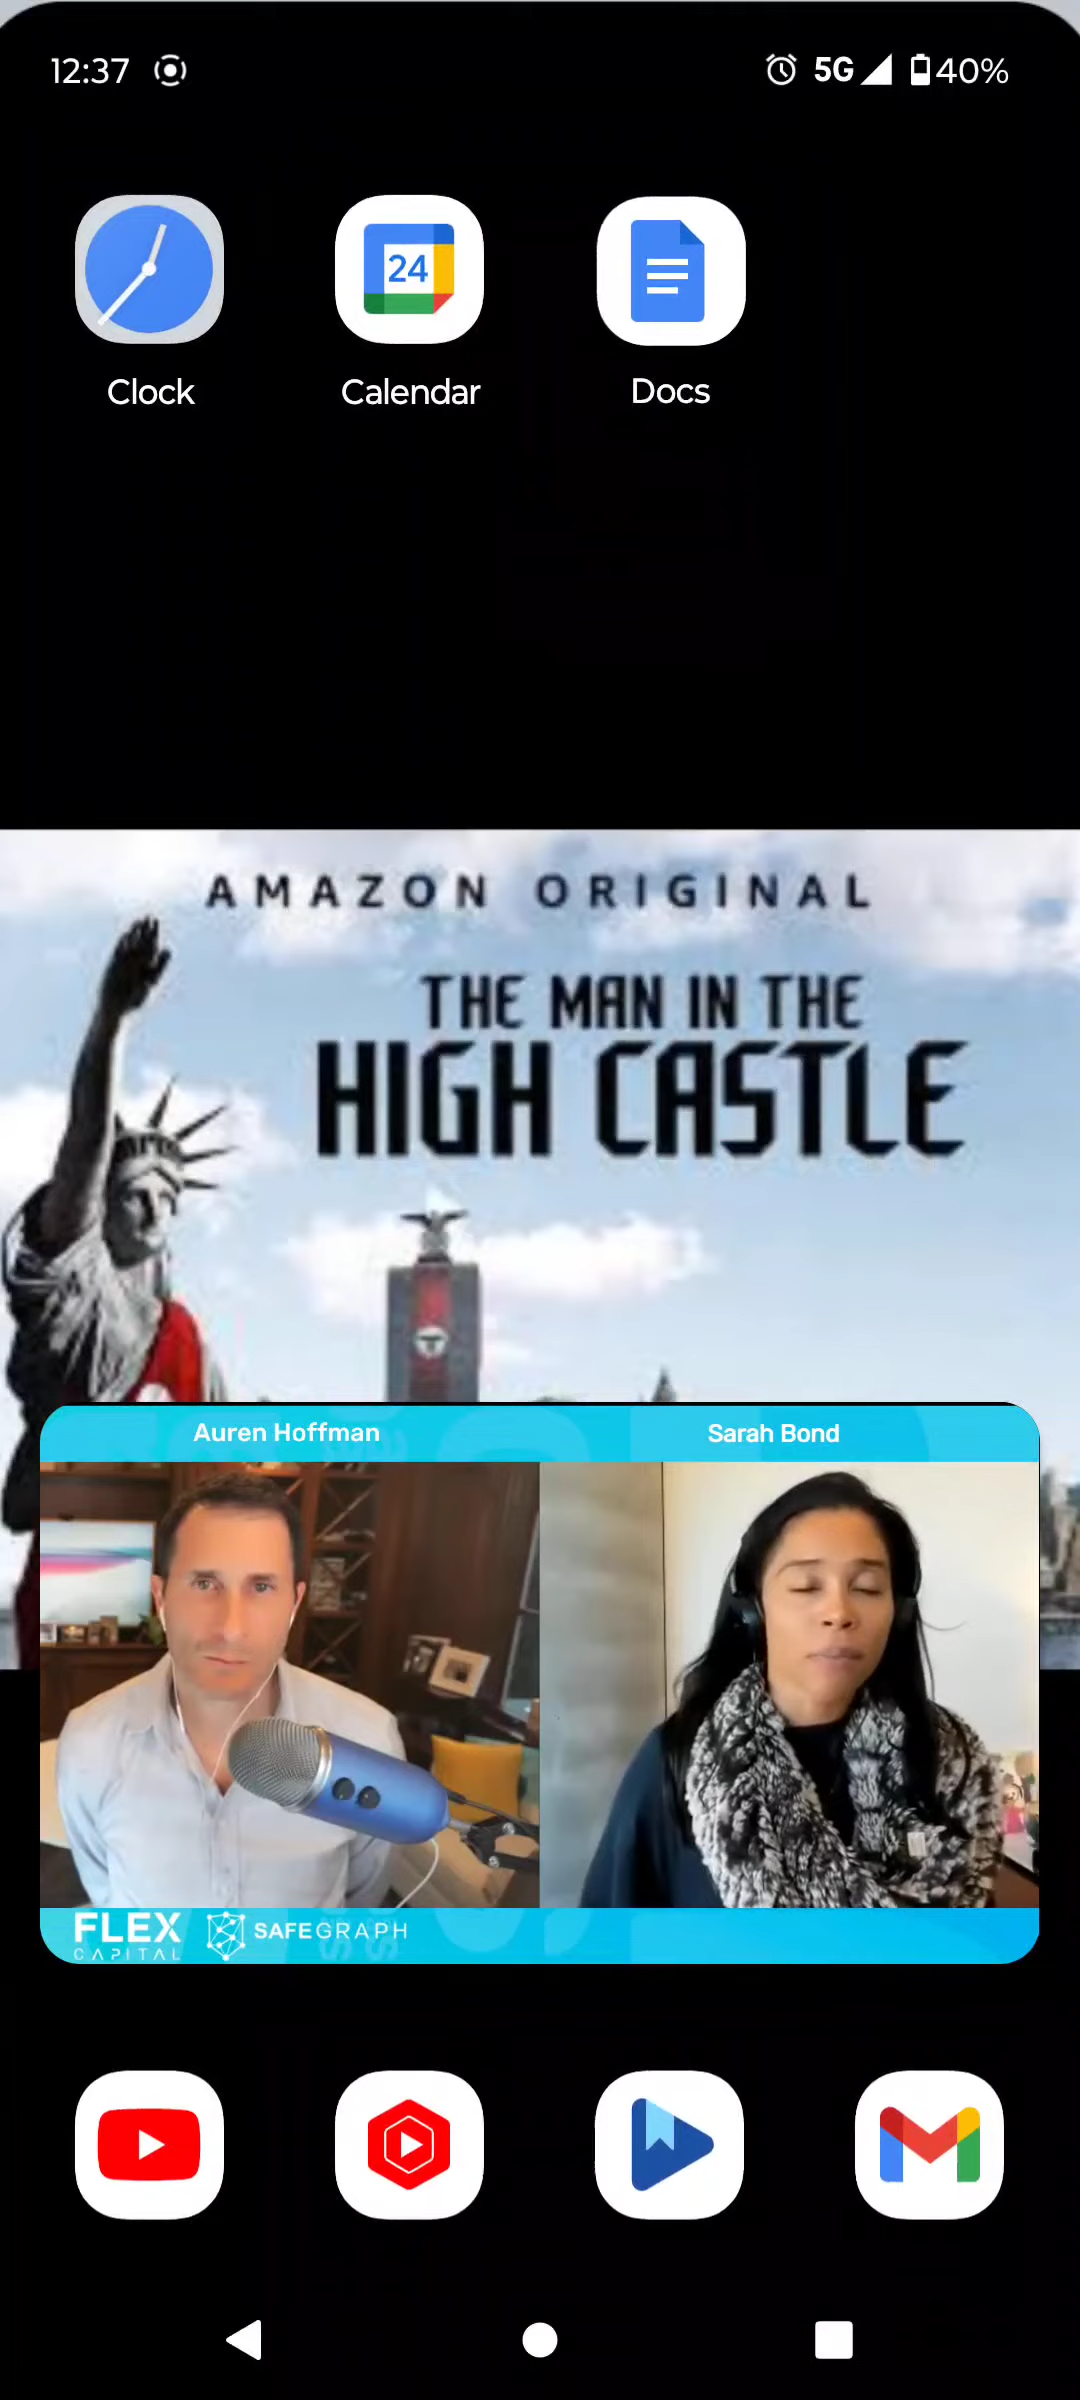 12:37 5G 40%
24
Clock Calendar Docs
AMAZON ORIGINAL
THE MAN IN THE
HIGH CASTLE
Auren Hoffman Sarah Bond
FLEX CAPITAL SAFEGRAPH